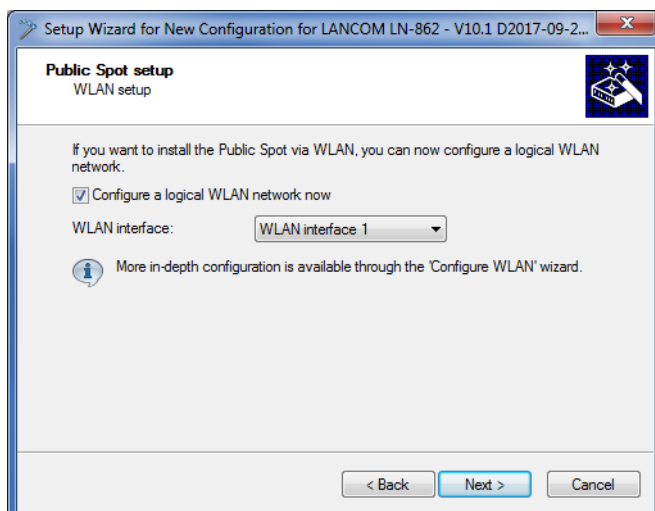 Setup Wizard for New Configuration for LANCOM LN-862 - V10.1 D2017-09-2...
Public Spot setup
WLAN setup
If you want to install the Public Spot via WLAN, you can now configure a logical WLAN
network.
Configure a logical WLAN network now
WLAN interface:
WLAN interface 1
More in-depth configuration is available through the 'Configure WLAN' wizard.
< Back
Next >
Cancel